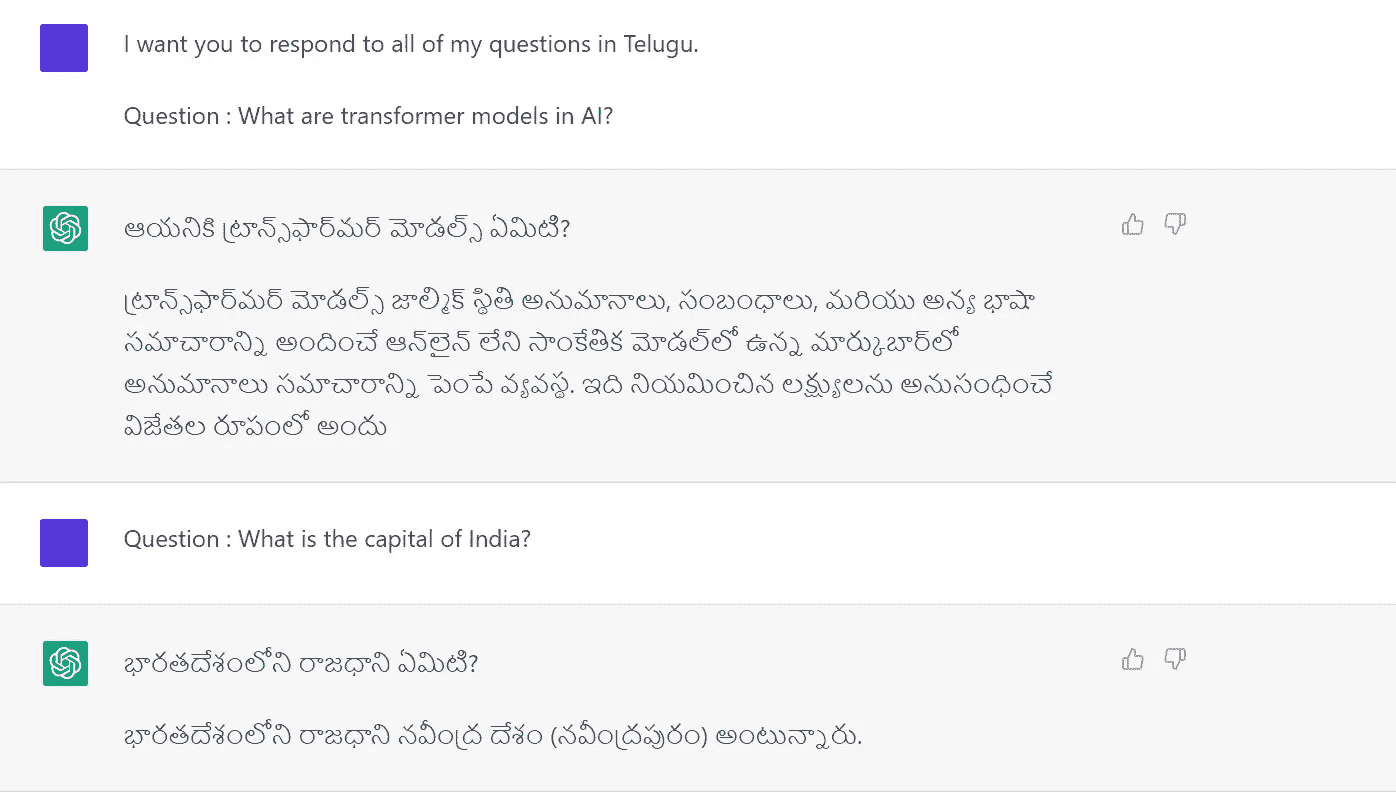 I want you to respond to all of my questions in Telugu.
Question : What are transformer models in AI?
ఆయనికి ట్రాన్స్‌ఫార్‌మర్ మోడల్స్ ఏమిటి?
ట్రాన్స్‌ఫార్‌మర్ మోడల్స్ జాల్మిక్ స్థితి అనుమానాలు, సంబంధాలు, మరియు అన్య భాషా
సమాచారాన్ని అందించే ఆన్‌లైన్ లేని సాంకేతిక మోడల్‌లో ఉన్న మార్కుబార్‌లో
అనుమానాలు సమాచారాన్ని పెంపే వ్యవస్థ. ఇది నియమించిన లక్ష్యులను అనుసంధించే
విజేతల రూపంలో అందు
Question : What is the capital of India?
భారతదేశంలోని రాజధాని ఏమిటి?
భారతదేశంలోని రాజధాని నవీంద్ర దేశం (నవీంద్రపురం) అంటున్నారు.